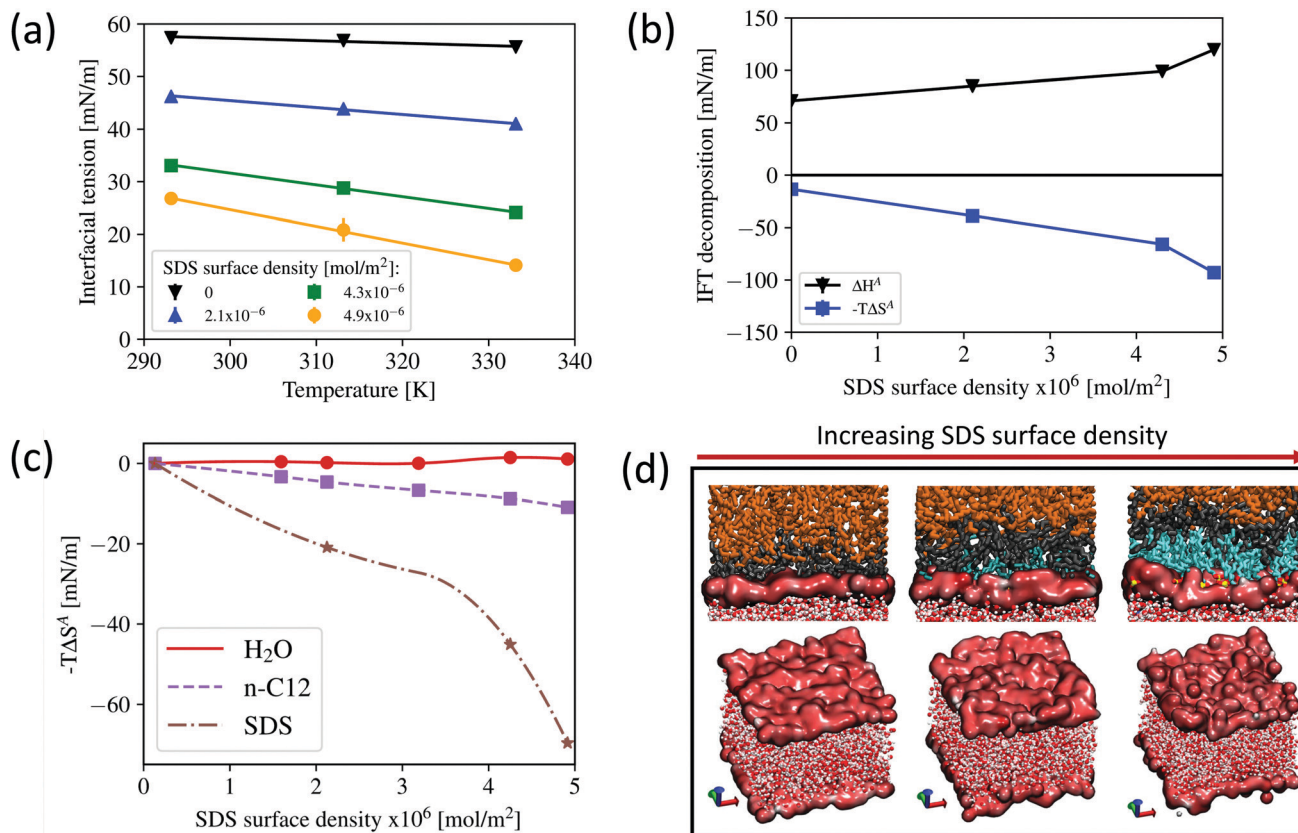 (a)
Interfacial tension [mN/m]
60
50
40
30
20
10
0
SDS surface density [mol/m²]:
0
4.3x10⁻⁶
2.1x10⁻⁶
4.9x10⁻⁶
290 300 310 320 330 340
Temperature [K]
(b)
IFT decomposition [mN/m]
150
100
50
0
−50
−100
−150
ΔHᴬ
-TΔSᴬ
0 1 2 3 4 5
SDS surface density x10⁶ [mol/m²]
(c)
-TΔSᴬ [mN/m]
0
−20
−40
−60
H₂O
n-C12
SDS
0 1 2 3 4 5
SDS surface density x10⁶ [mol/m²]
(d)
Increasing SDS surface density